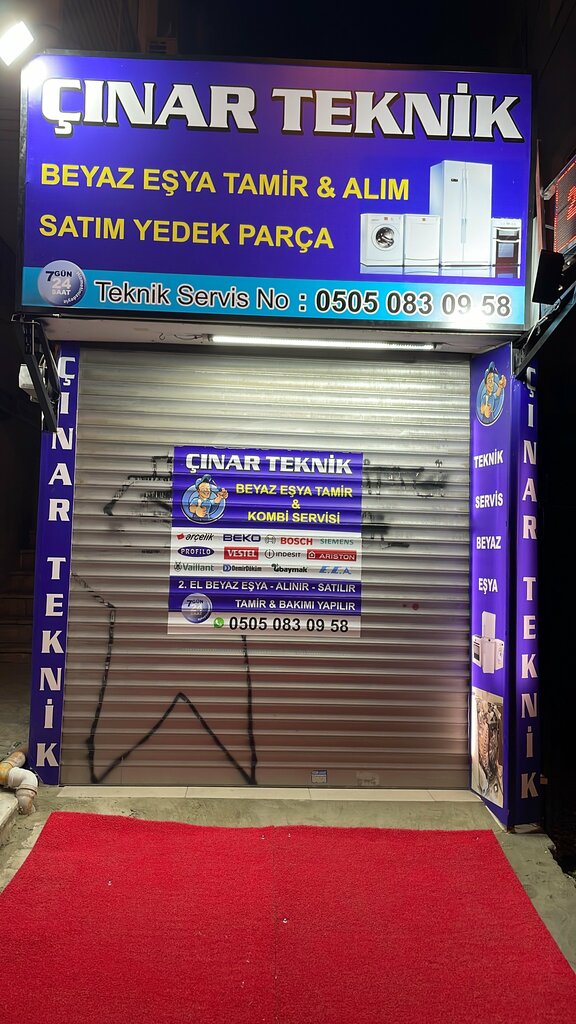 ÇINAR TEKNİK
BEYAZ EŞYA TAMİR & ALIM
SATIM YEDEK PARÇA
7 GÜN
24
SAAT
Teknik Servis No : 0505 083 09 58
ÇINAR TEKNİK
ÇINAR TEKNİK
BEYAZ EŞYA TAMİR
&
KOMBİ SERVİSİ
arçelik BEKO BOSCH SIEMENS
PROFILO VESTEL inDESIT ARISTON
Vaillant DemirDöküm baymak E.C.A
2. EL BEYAZ EŞYA - ALINIR - SATILIR
TAMİR & BAKIMI YAPILIR
0505 083 09 58
TEKNİK
SERVİS
BEYAZ
EŞYA
ÇINAR TEKNİK